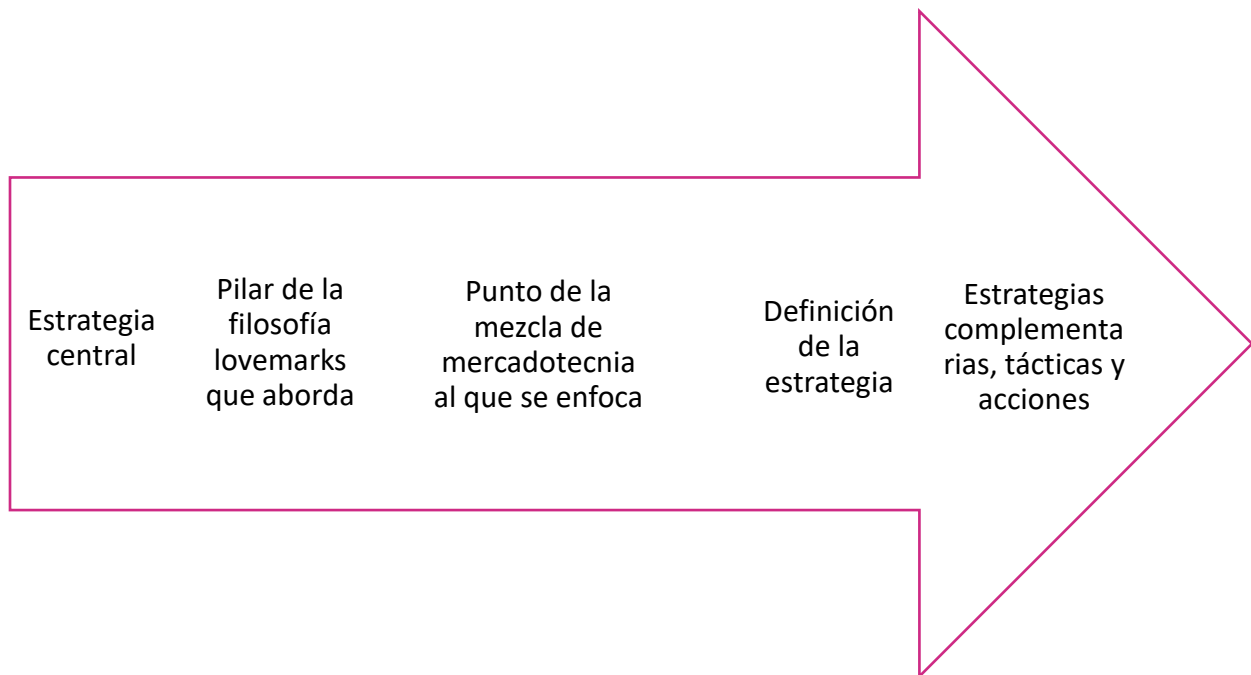 Estrategia
central
Pilar de la
filosofía
lovemarks
que aborda
Punto de la
mezcla de
mercadotecnia
al que se enfoca
Definición
de la
estrategia
Estrategias
complementa
rias, tácticas y
acciones